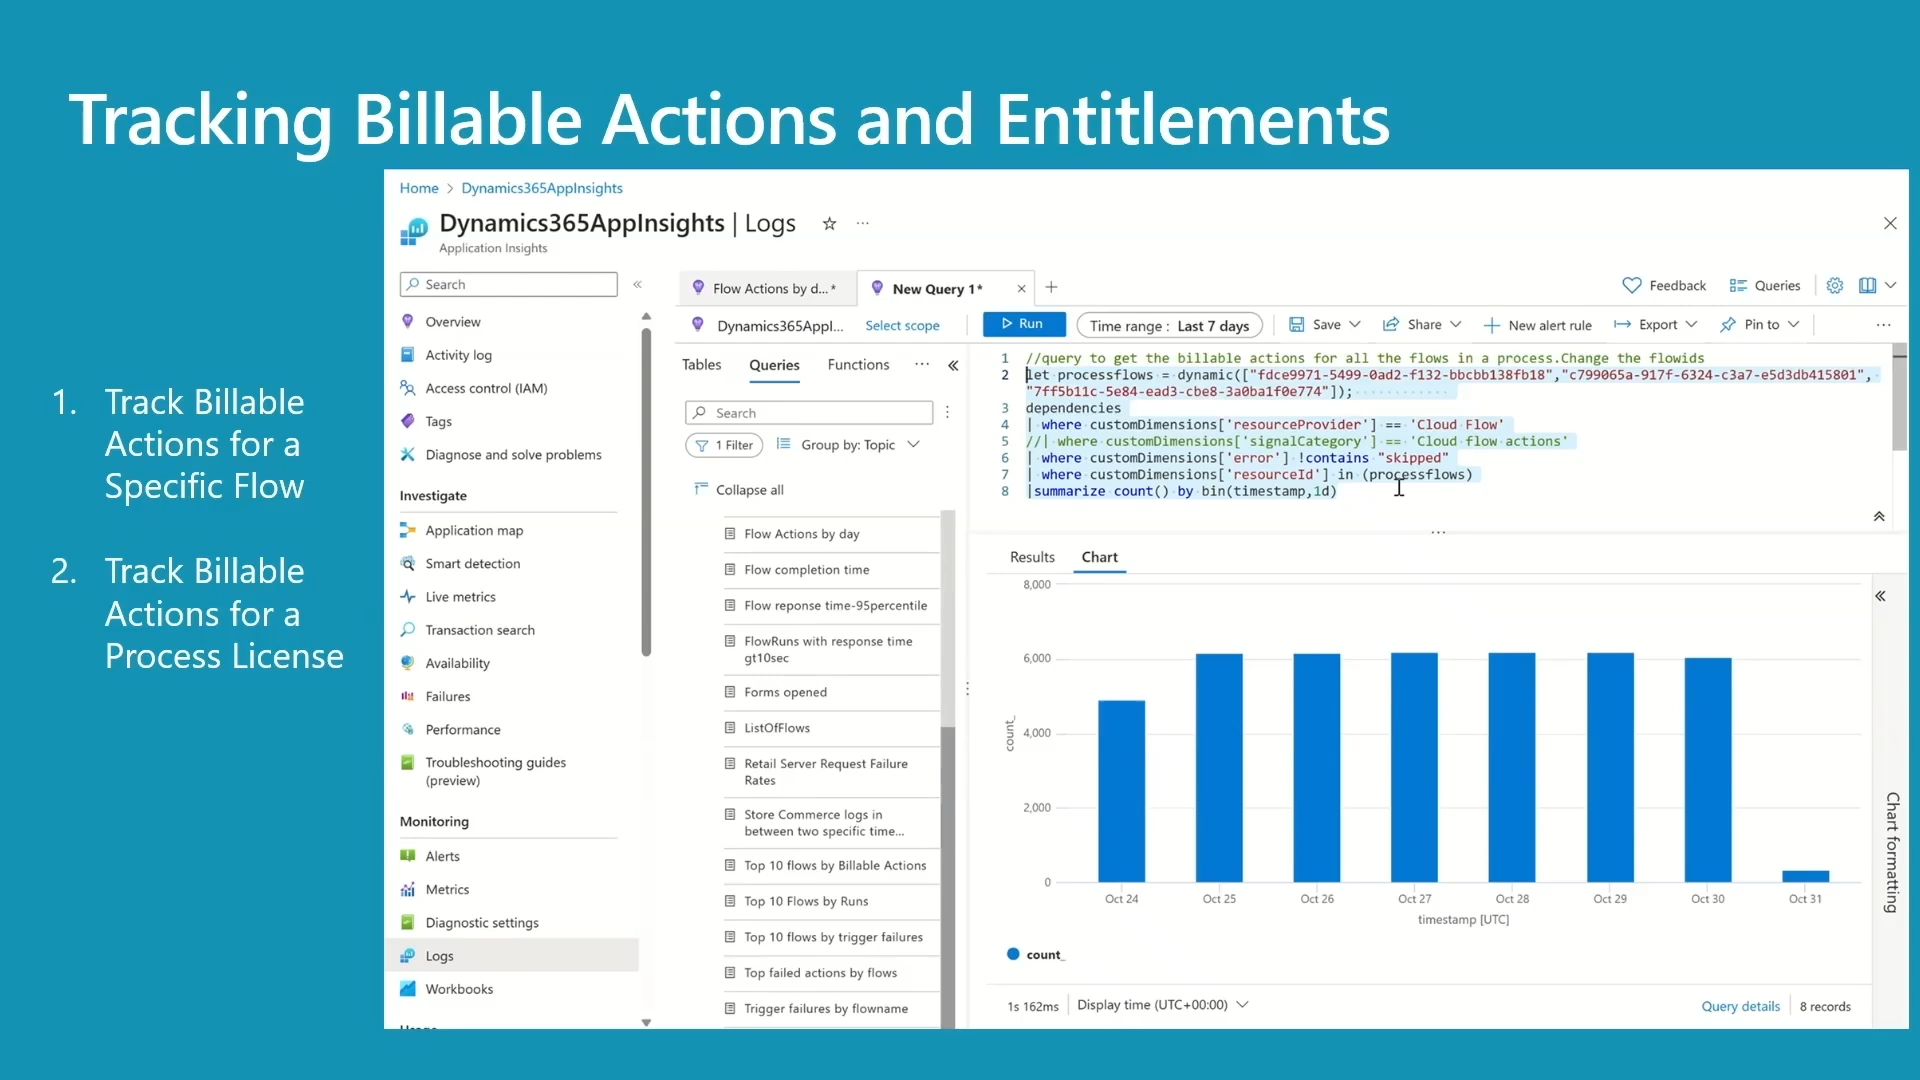 Tracking Billable Actions and Entitlements
1. Track Billable
Actions for a
Specific Flow
2. Track Billable
Actions for a
Process License
Home > Dynamics365AppInsights
Dynamics365AppInsights | Logs
Application Insights
Search
Overview
Activity log
Access control (IAM)
Tags
Diagnose and solve problems
Investigate
Application map
Smart detection
Live metrics
Transaction search
Availability
Failures
Performance
Troubleshooting guides
(preview)
Monitoring
Alerts
Metrics
Diagnostic settings
Logs
Workbooks
Flow Actions by d...*
New Query 1*
Feedback
Queries
Dynamics365AppI...
Select scope
Run
Time range : Last 7 days
Save
Share
New alert rule
Export
Pin to
Tables
Queries
Functions
Search
1 Filter
Group by: Topic
Collapse all
Flow Actions by day
Flow completion time
Flow reponse time-95percentile
FlowRuns with response time
gt10sec
Forms opened
ListOfFlows
Retail Server Request Failure
Rates
Store Commerce logs in
between two specific time...
Top 10 flows by Billable Actions
Top 10 Flows by Runs
Top 10 flows by trigger failures
Top failed actions by flows
Trigger failures by flowname
1 //query to get the billable actions for all the flows in a process.Change the flowids
2 let processflows = dynamic(["fdce9971-5499-0ad2-f132-bbcbb138fb18","c799065a-917f-6324-c3a7-e5d3db415801",
"7ff5b11c-5e84-ead3-cbe8-3a0ba1f0e774"]);
3 dependencies
4 | where customDimensions['resourceProvider'] == 'Cloud Flow'
5 //| where customDimensions['signalCategory'] == 'Cloud flow actions'
6 | where customDimensions['error'] !contains "skipped"
7 | where customDimensions['resourceId'] in (processflows)
8 |summarize count() by bin(timestamp,1d)
Results
Chart
8,000
6,000
4,000
2,000
0
count_
Oct 24
Oct 25
Oct 26
Oct 27
Oct 28
Oct 29
Oct 30
Oct 31
timestamp [UTC]
count_
Chart formatting
1s 162ms
Display time (UTC+00:00)
Query details
8 records